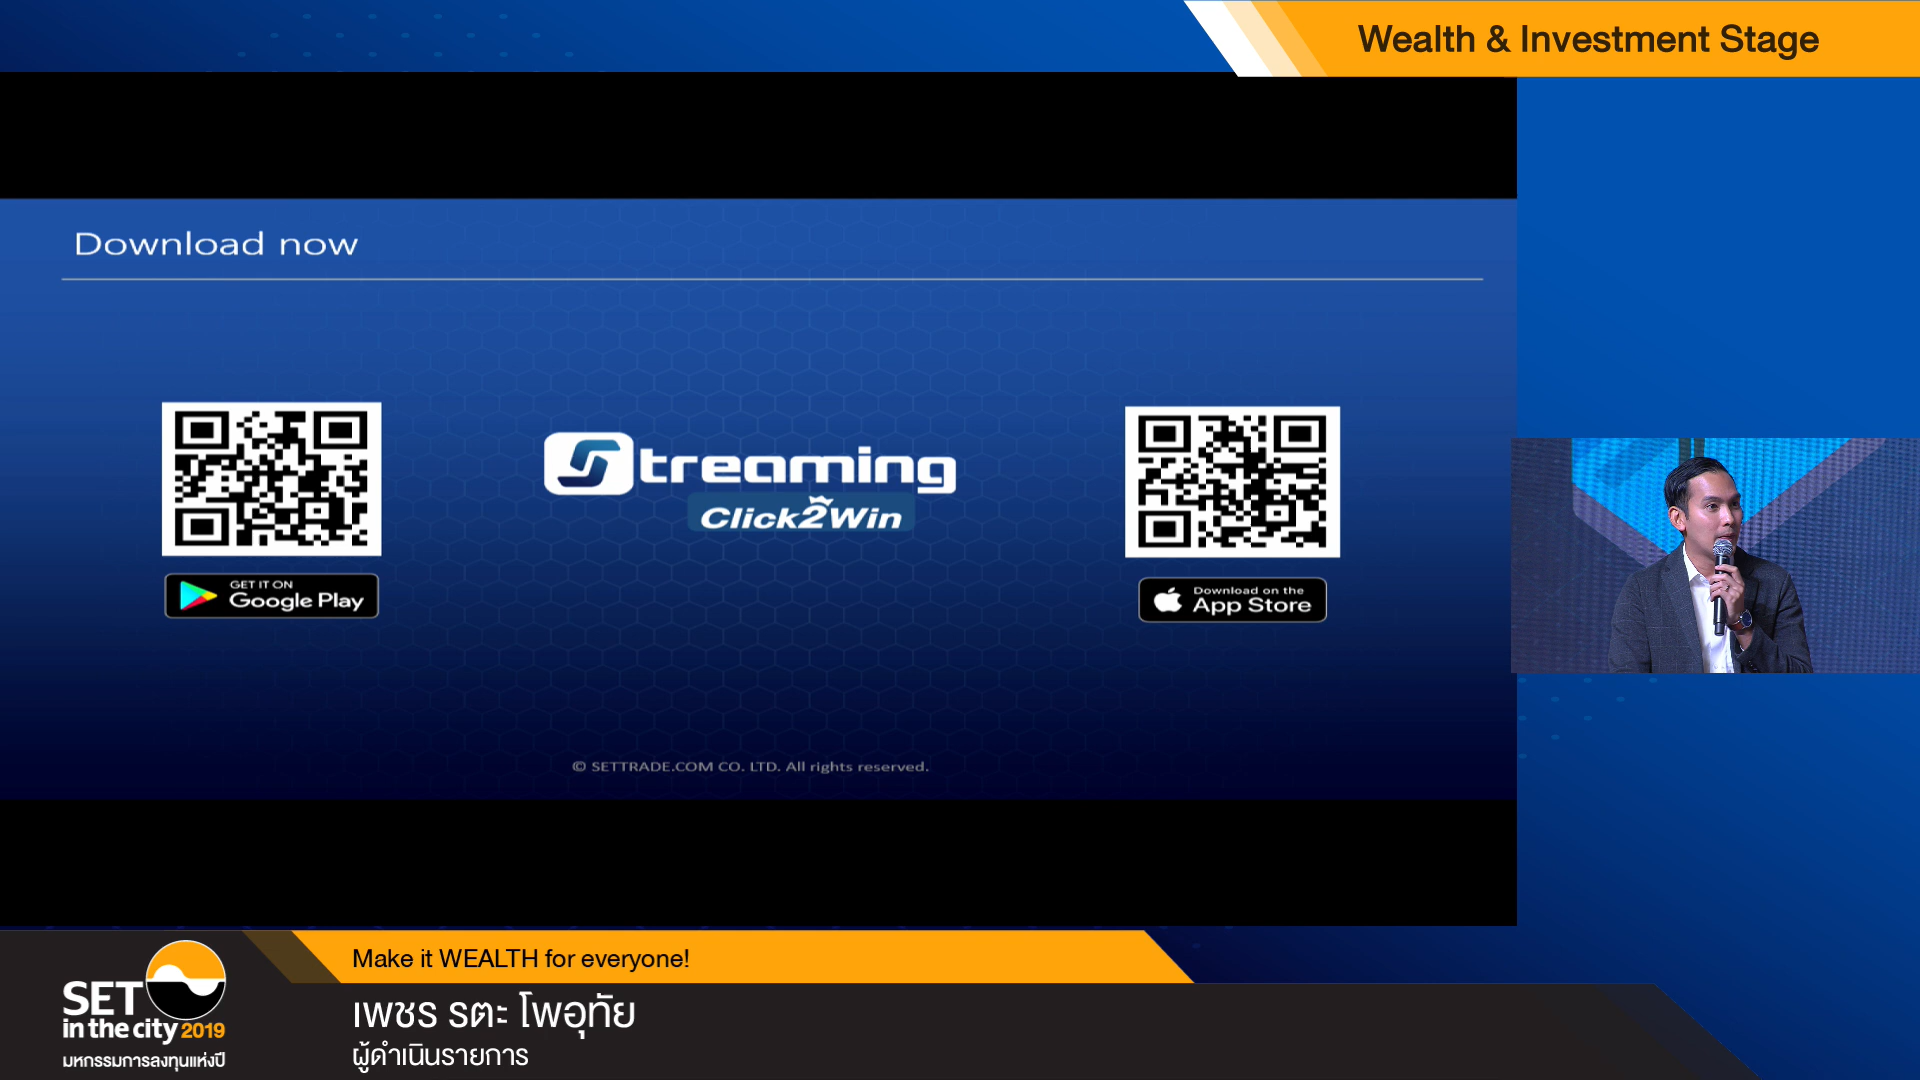 Wealth & Investment Stage
Download now
Streaming
Click2Win
GET IT ON
Google Play
Download on the
App Store
© SETTRADE.COM CO. LTD. All rights reserved.
Make it WEALTH for everyone!
เพชร รตะ โพอุทัย
ผู้ดำเนินรายการ
SET
in the city 2019
มหกรรมการลงทุนแห่งปี